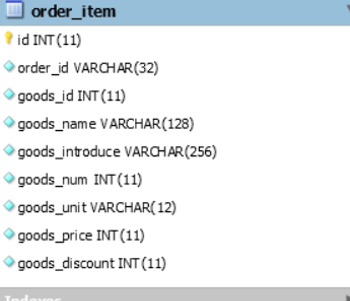 order_item
id INT(11)
order_id VARCHAR(32)
goods_id INT(11)
goods_name VARCHAR(128)
goods_introduce VARCHAR(256)
goods_num INT(11)
goods_unit VARCHAR(12)
goods_price INT(11)
goods_discount INT(11)
Indexes